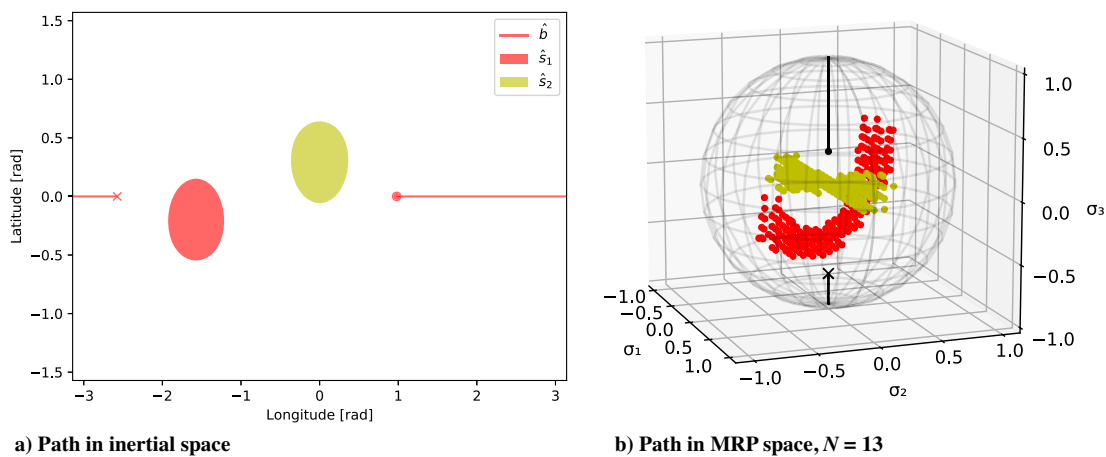 1.5
1.0
0.5
0.0
−0.5
−1.0
−1.5
Latitude [rad]
−3
−2
−1
0
1
2
3
Longitude [rad]
b̂
ŝ₁
ŝ₂
a) Path in inertial space
1.0
0.5
0.0
−0.5
−1.0
σ₃
−1.0
−0.5
0.0
0.5
1.0
σ₁
−1.0
−0.5
0.0
0.5
1.0
σ₂
b) Path in MRP space, N = 13